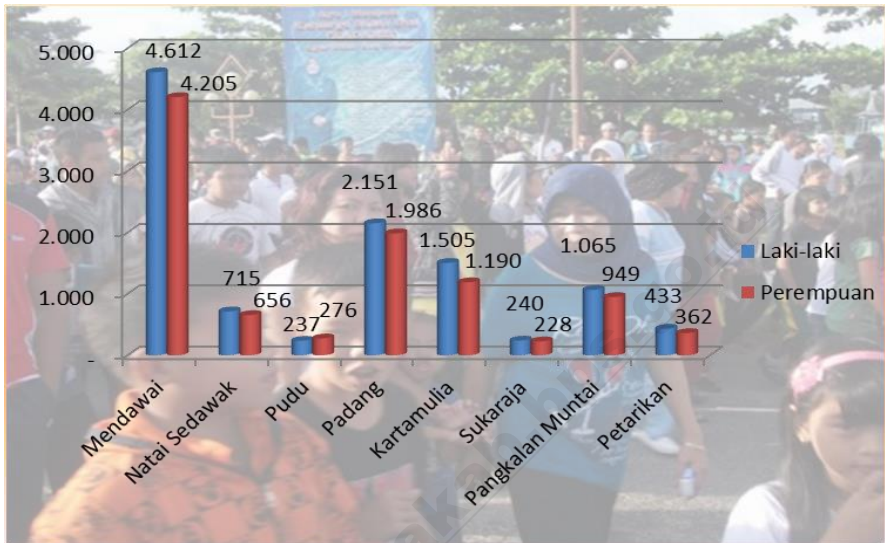 5.000
4.000
3.000
2.000
1.000
-
4.612
4.205
715
656
237
276
2.151
1.986
1.505
1.190
240
228
1.065
949
433
362
Mendawai
Natai Sedawak
Pudu
Padang
Kartamulia
Sukaraja
Pangkalan Muntai
Petarikan
Laki-laki
Perempuan